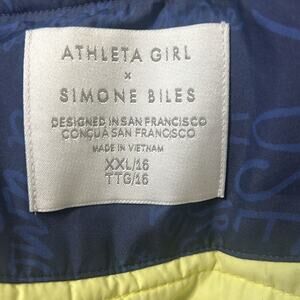 ATHLETA GIRL
×
SIMONE BILES
DESIGNED IN SAN FRANCISCO
CONÇU A SAN FRANCISCO
MADE IN VIETNAM
XXL/16
TTG/16